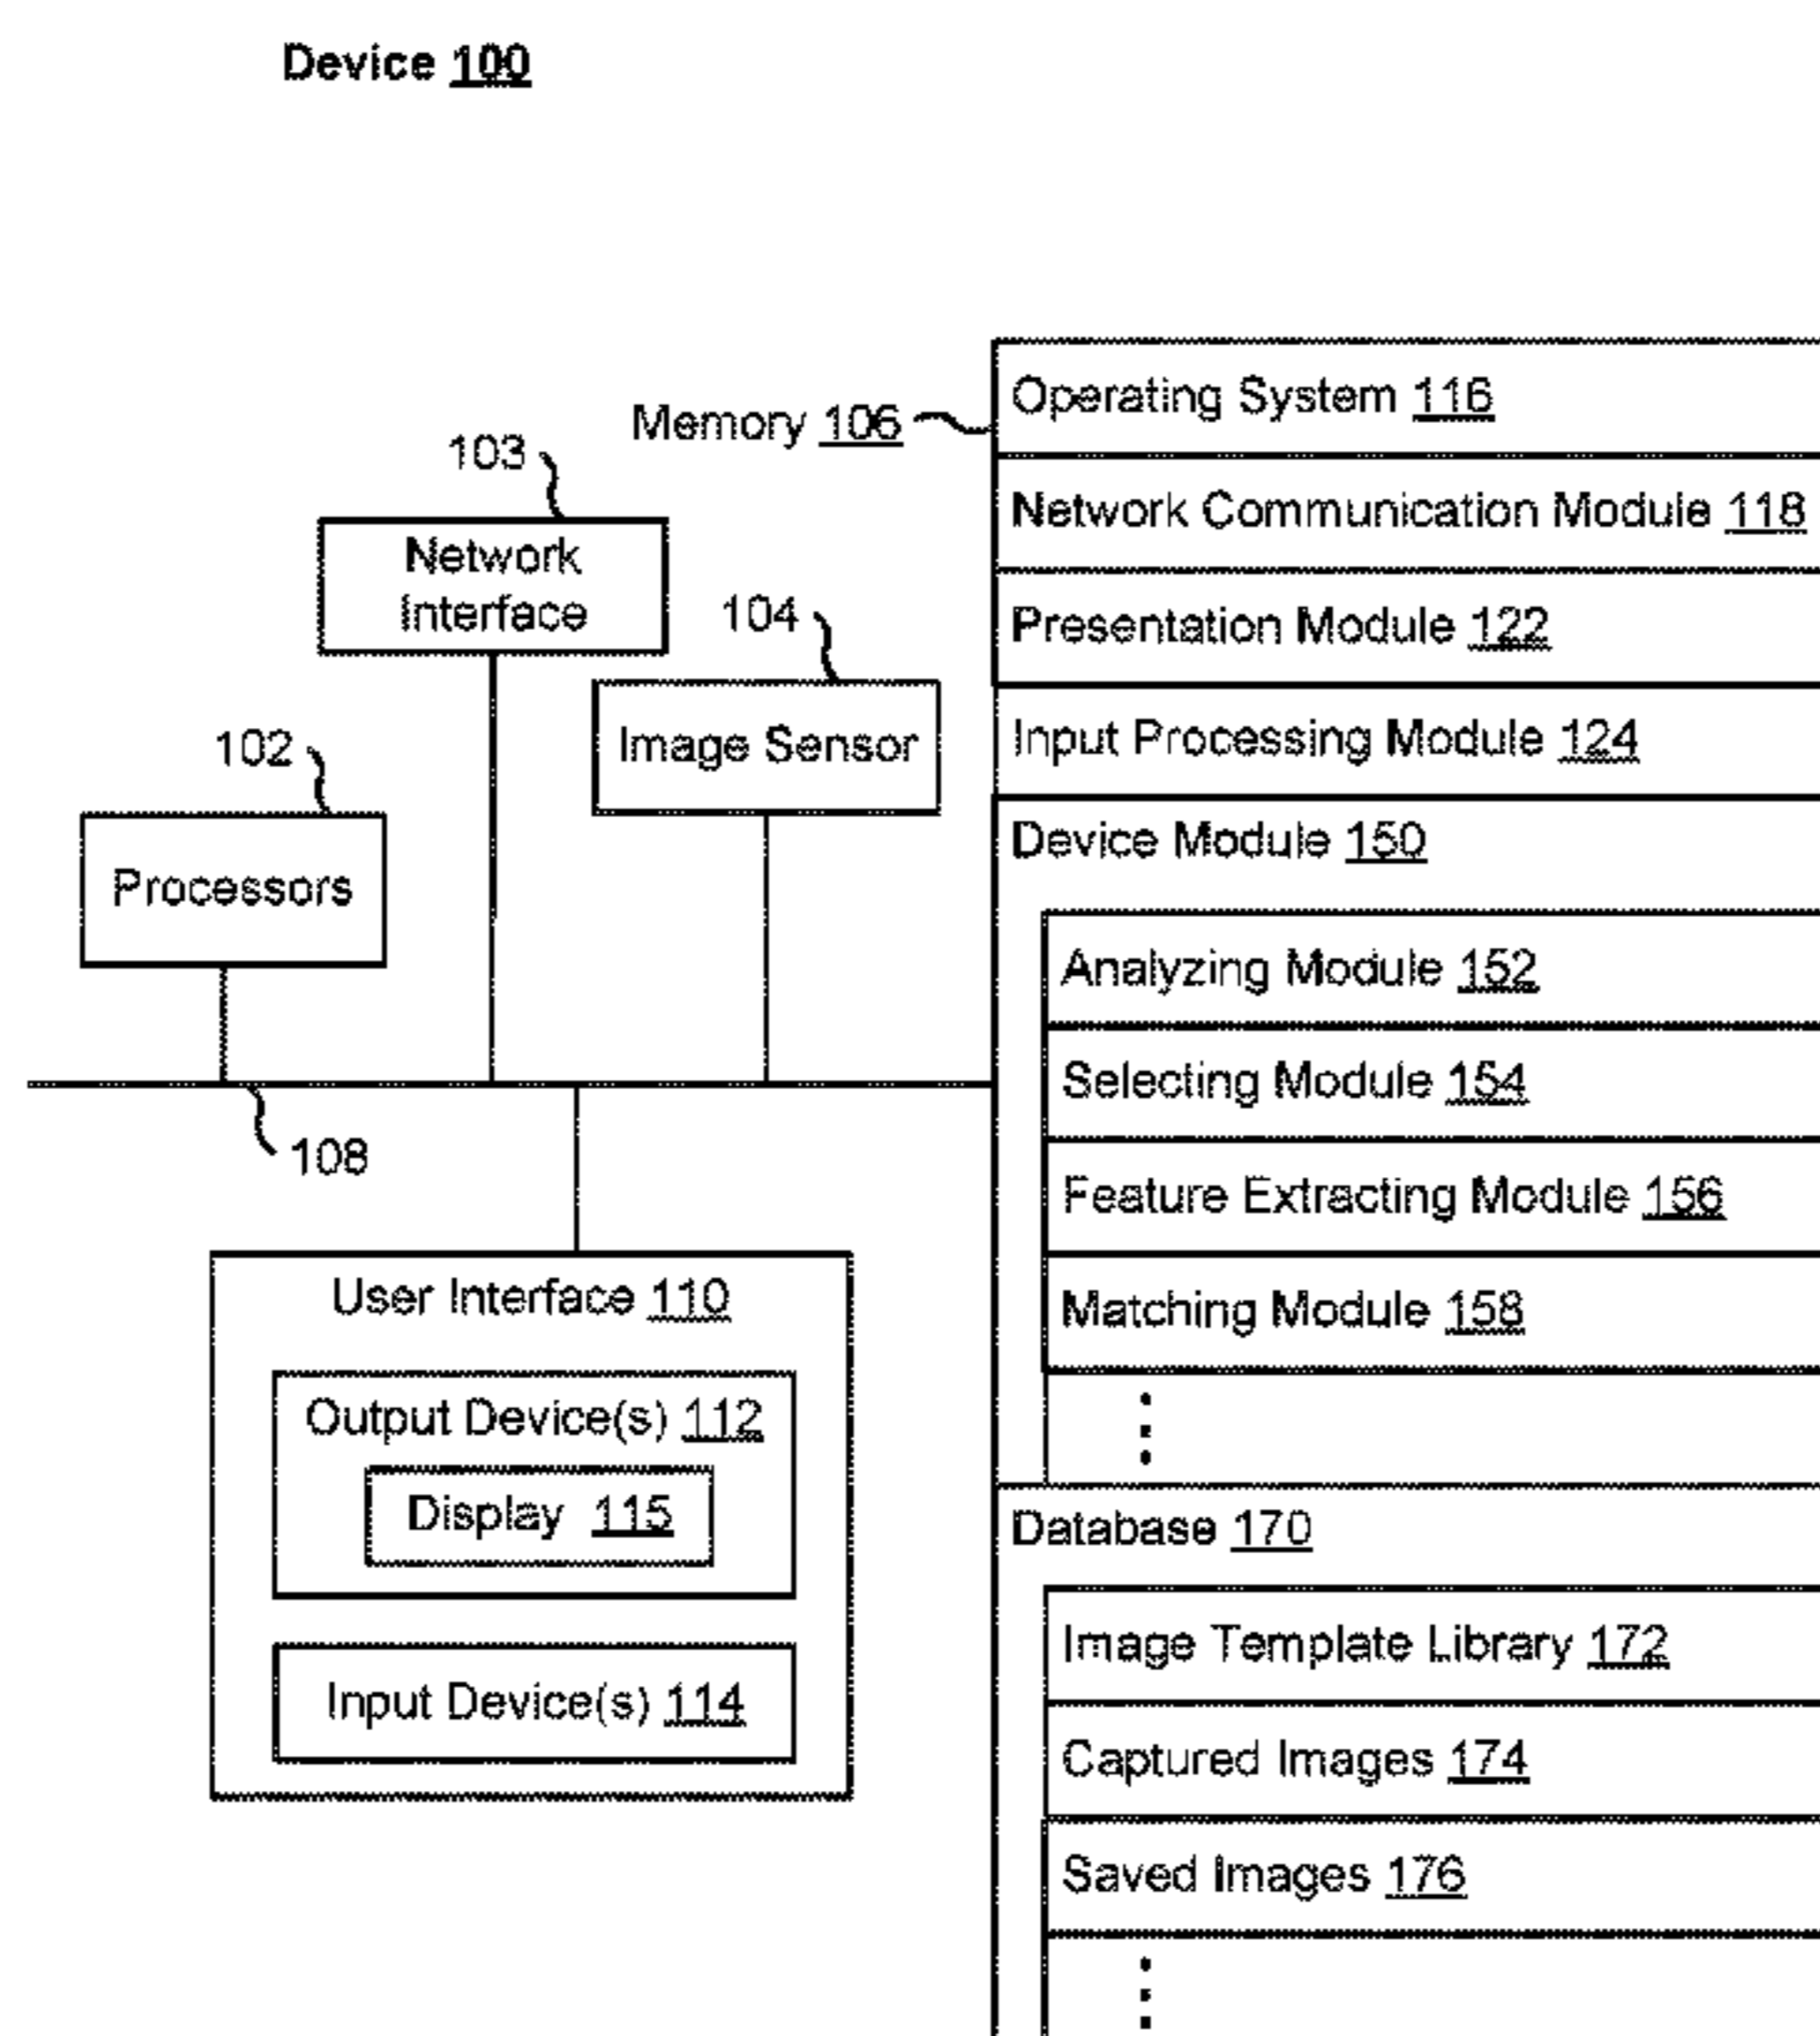 Device 100
Memory 106
103
Network
Interface
104
Image Sensor
102
Processors
108
User Interface 110
Output Device(s) 112
Display 115
Input Device(s) 114
Operating System 116
Network Communication Module 118
Presentation Module 122
Input Processing Module 124
Device Module 150
Analyzing Module 152
Selecting Module 154
Feature Extracting Module 156
Matching Module 158
Database 170
Image Template Library 172
Captured Images 174
Saved Images 176